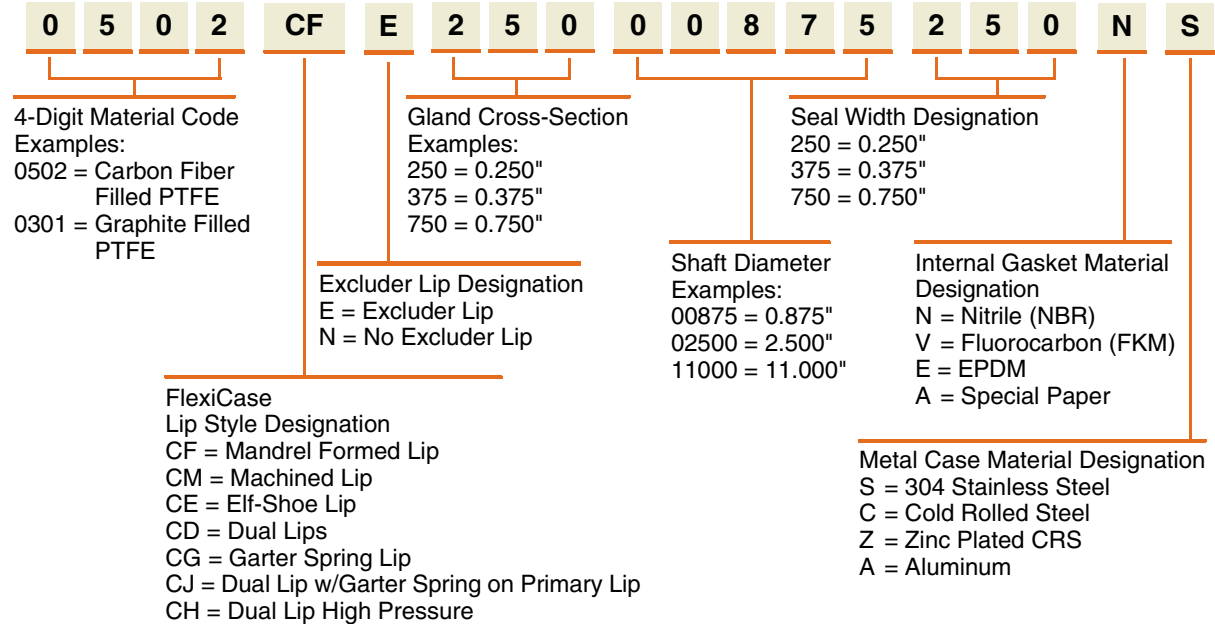 0 5 0 2 CF E 2 5 0 0 0 8 7 5 2 5 0 N S
4-Digit Material Code
Examples:
0502 = Carbon Fiber
Filled PTFE
0301 = Graphite Filled
PTFE
Gland Cross-Section
Examples:
250 = 0.250"
375 = 0.375"
750 = 0.750"
Seal Width Designation
250 = 0.250"
375 = 0.375"
750 = 0.750"
Excluder Lip Designation
E = Excluder Lip
N = No Excluder Lip
Shaft Diameter
Examples:
00875 = 0.875"
02500 = 2.500"
11000 = 11.000"
Internal Gasket Material
Designation
N = Nitrile (NBR)
V = Fluorocarbon (FKM)
E = EPDM
A = Special Paper
FlexiCase
Lip Style Designation
CF = Mandrel Formed Lip
CM = Machined Lip
CE = Elf-Shoe Lip
CD = Dual Lips
CG = Garter Spring Lip
CJ = Dual Lip w/Garter Spring on Primary Lip
CH = Dual Lip High Pressure
Metal Case Material Designation
S = 304 Stainless Steel
C = Cold Rolled Steel
Z = Zinc Plated CRS
A = Aluminum